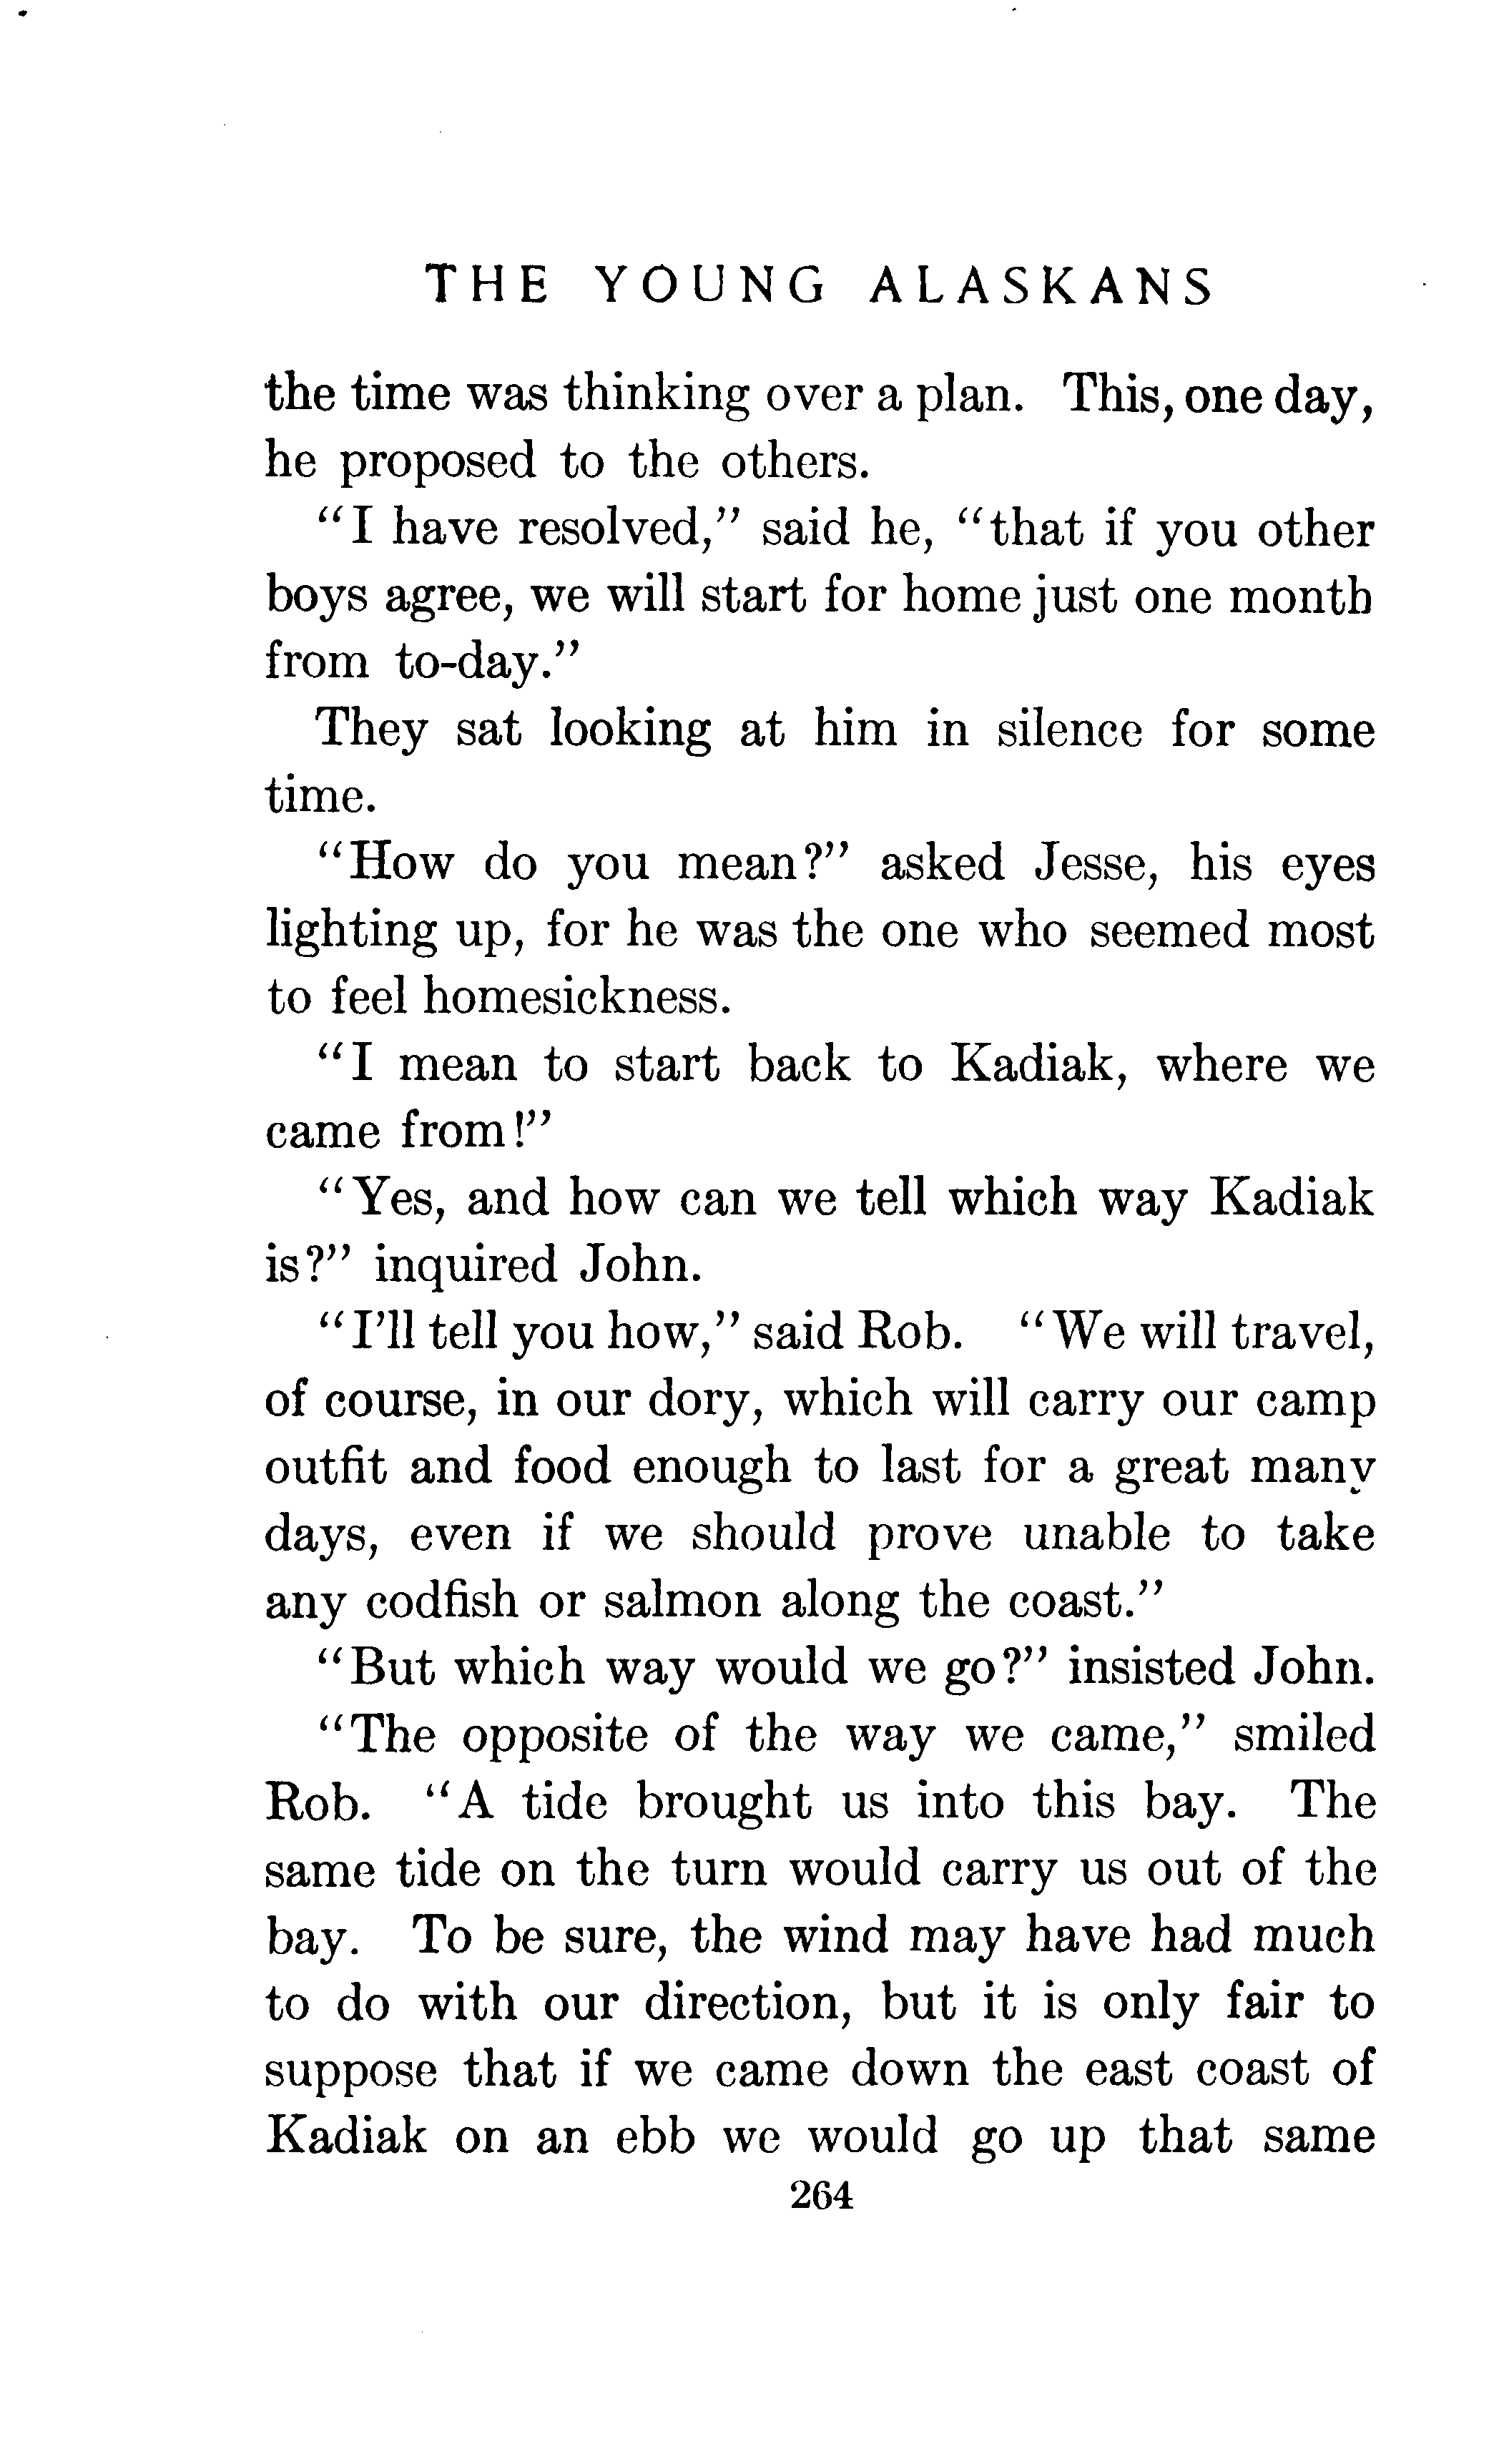 THE YOUNG ALASKANS
the time was thinking over a plan. This, one day,
he proposed to the others.
"I have resolved," said he, "that if you other
boys agree, we will start for home just one month
from to-day."
They sat looking at him in silence for some
time.
"How do you mean?" asked Jesse, his eyes
lighting up, for he was the one who seemed most
to feel homesickness.
"I mean to start back to Kadiak, where we
came from!"
"Yes, and how can we tell which way Kadiak
is?" inquired John.
"I'll tell you how," said Rob. "We will travel,
of course, in our dory, which will carry our camp
outfit and food enough to last for a great many
days, even if we should prove unable to take
any codfish or salmon along the coast."
"But which way would we go?" insisted John.
"The opposite of the way we came," smiled
Rob. "A tide brought us into this bay. The
same tide on the turn would carry us out of the
bay. To be sure, the wind may have had much
to do with our direction, but it is only fair to
suppose that if we came down the east coast of
Kadiak on an ebb we would go up that same
264